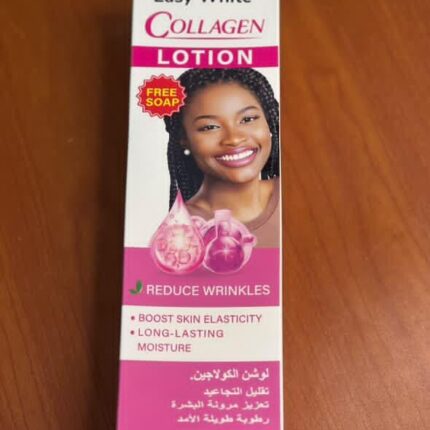 Easy White
COLLAGEN
LOTION
FREE
SOAP
REDUCE WRINKLES
• BOOST SKIN ELASTICITY
• LONG-LASTING
MOISTURE
لوشن الكولاجين.
تقليل التجاعيد
تعزيز مرونة البشرة
رطوبة طويلة الأمد